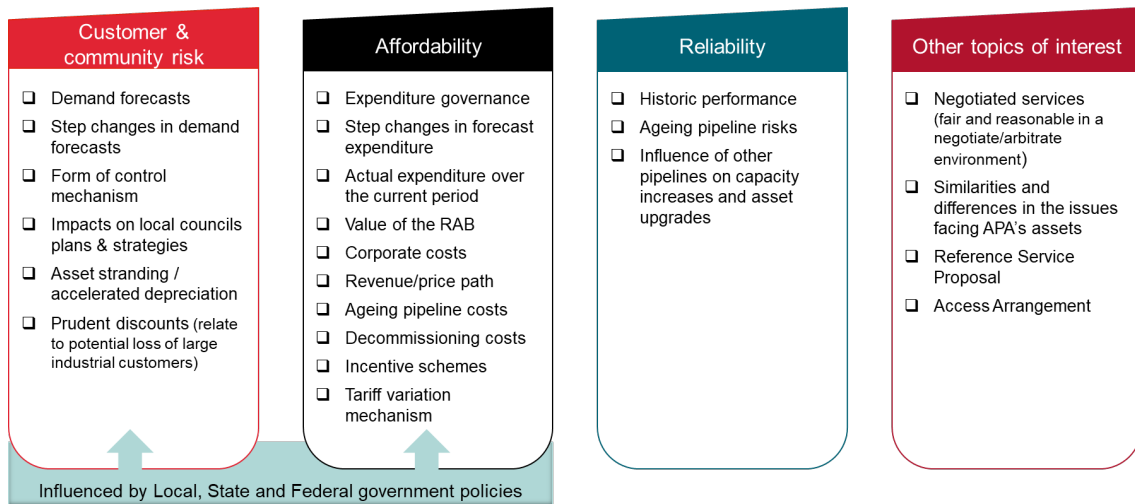 Customer &
community risk
Demand forecasts
Step changes in demand
forecasts
Form of control
mechanism
Impacts on local councils
plans & strategies
Asset stranding /
accelerated depreciation
Prudent discounts (relate
to potential loss of large
industrial customers)
Affordability
Expenditure governance
Step changes in forecast
expenditure
Actual expenditure over
the current period
Value of the RAB
Corporate costs
Revenue/price path
Ageing pipeline costs
Decommissioning costs
Incentive schemes
Tariff variation
mechanism
Reliability
Historic performance
Ageing pipeline risks
Influence of other
pipelines on capacity
increases and asset
upgrades
Other topics of interest
Negotiated services
(fair and reasonable in a
negotiate/arbitrate
environment)
Similarities and
differences in the issues
facing APA's assets
Reference Service
Proposal
Access Arrangement
Influenced by Local, State and Federal government policies